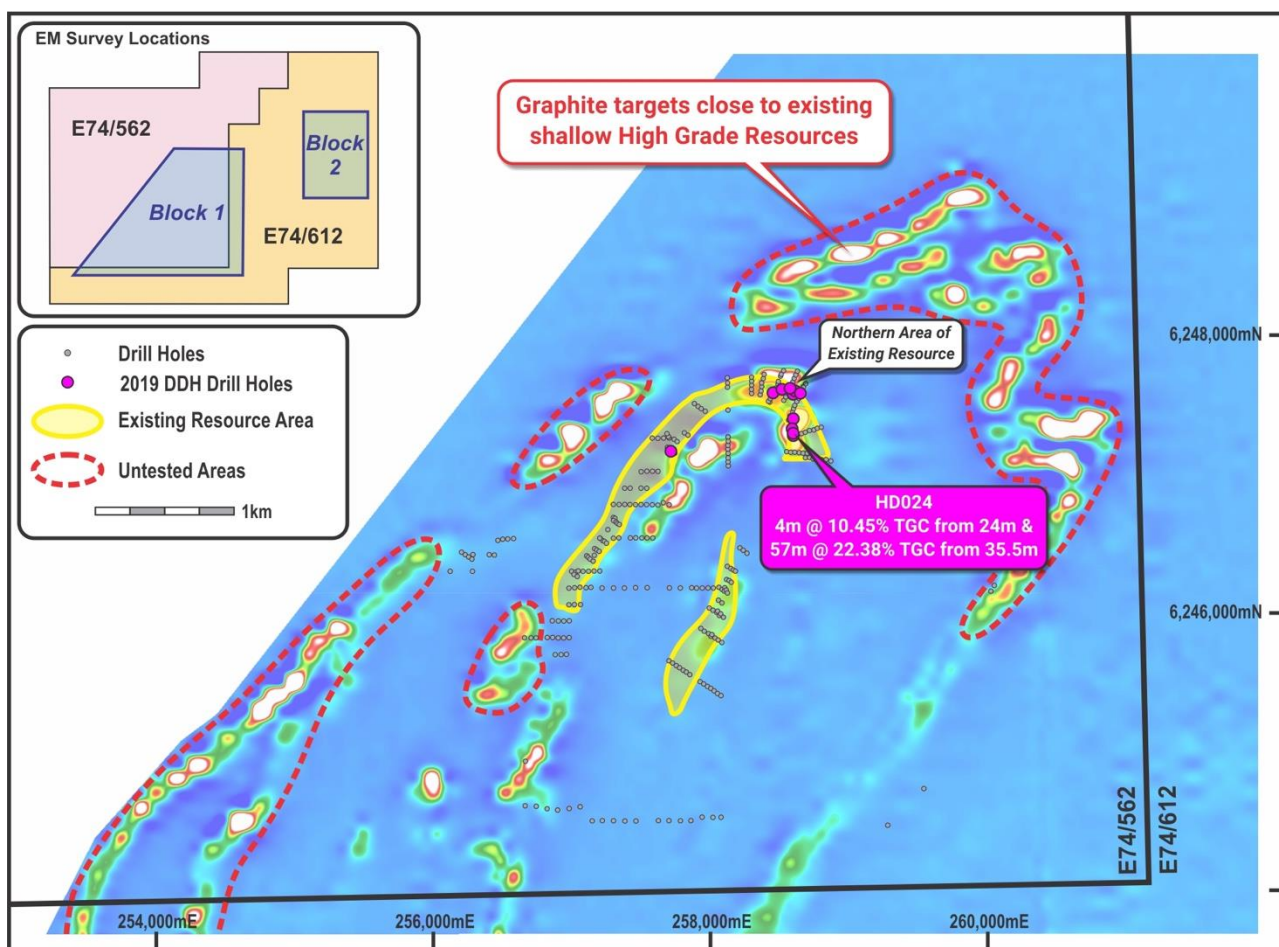 EM Survey Locations
E74/562
Block 1
Block
2
E74/612
Graphite targets close to existing
shallow High Grade Resources
Drill Holes
2019 DDH Drill Holes
Existing Resource Area
Untested Areas
1km
Northern Area of
Existing Resource
HD024
4m @ 10.45% TGC from 24m &
57m @ 22.38% TGC from 35.5m
6,248,000mN
6,246,000mN
E74/562
E74/612
254,000mE
256,000mE
258,000mE
260,000mE